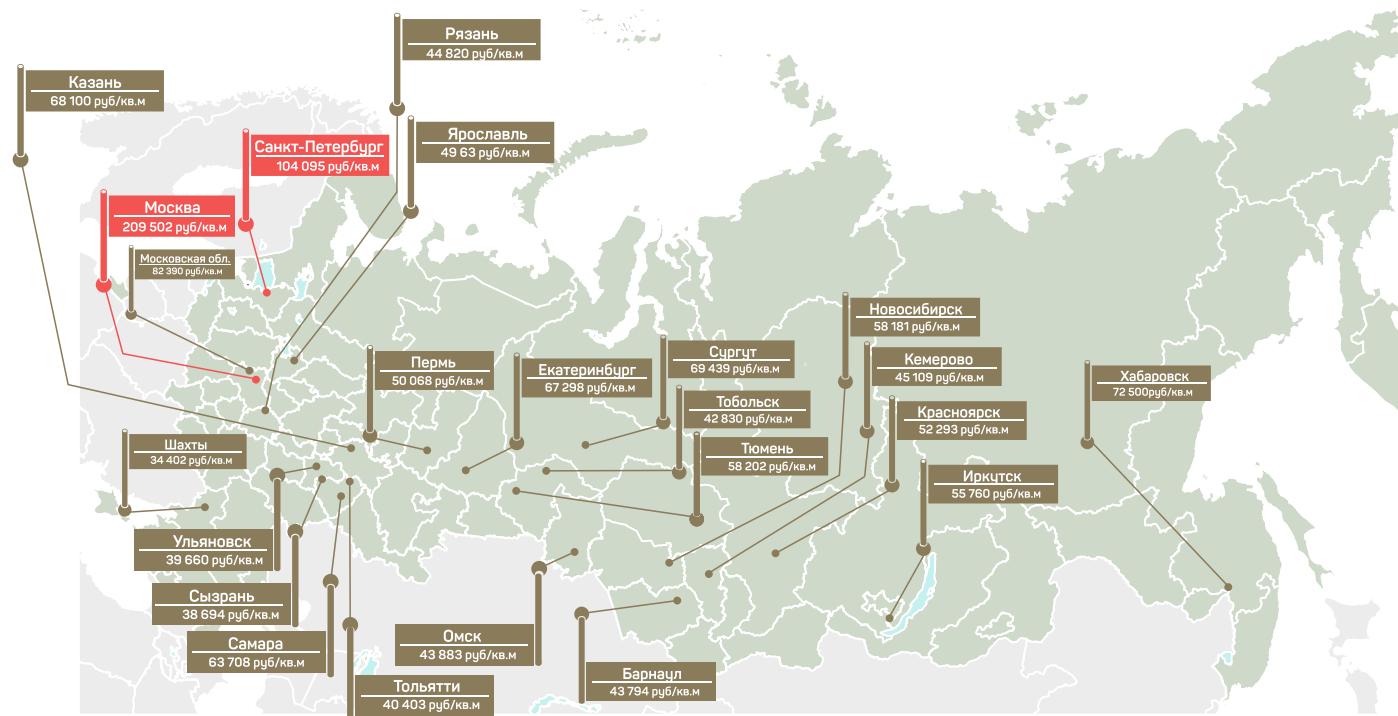 Рязань
44 820 руб/кв.м
Казань
68 100 руб/кв.м
Ярославль
49 63 руб/кв.м
Санкт-Петербург
104 095 руб/кв.м
Москва
209 502 руб/кв.м
Московская обл.
82 390 руб/кв.м
Новосибирск
58 181 руб/кв.м
Сургут
69 439 руб/кв.м
Кемерово
45 109 руб/кв.м
Пермь
50 068 руб/кв.м
Екатеринбург
67 298 руб/кв.м
Хабаровск
72 500руб/кв.м
Тобольск
42 830 руб/кв.м
Красноярск
52 293 руб/кв.м
Шахты
34 402 руб/кв.м
Тюмень
58 202 руб/кв.м
Иркутск
55 760 руб/кв.м
Ульяновск
39 660 руб/кв.м
Сызрань
38 694 руб/кв.м
Самара
63 708 руб/кв.м
Омск
43 883 руб/кв.м
Барнаул
43 794 руб/кв.м
Тольятти
40 403 руб/кв.м